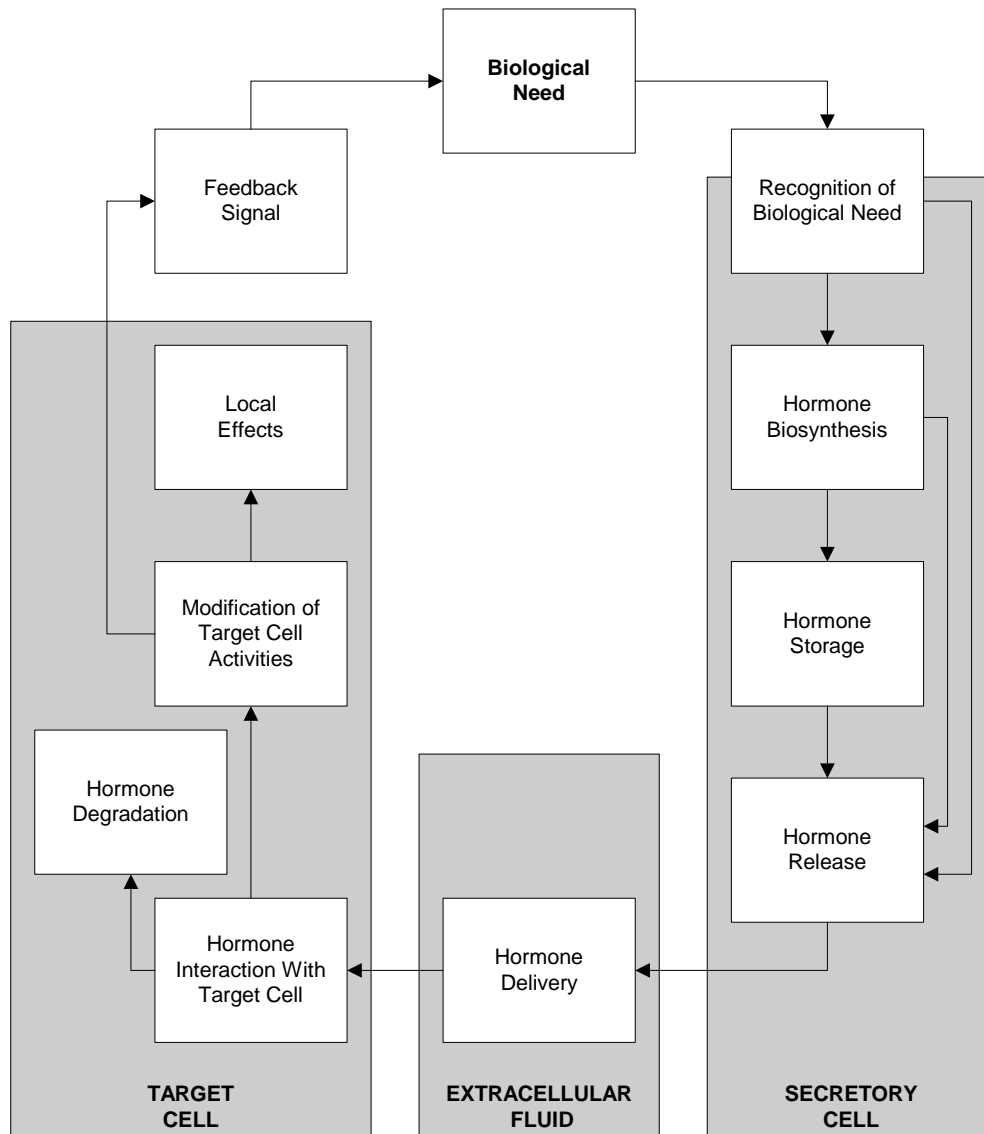 Biological
Need
Feedback
Signal
Recognition of
Biological Need
Local
Effects
Hormone
Biosynthesis
Modification of
Target Cell
Activities
Hormone
Storage
Hormone
Degradation
Hormone
Release
Hormone
Interaction With
Target Cell
Hormone
Delivery
TARGET
CELL
EXTRACELLULAR
FLUID
SECRETORY
CELL